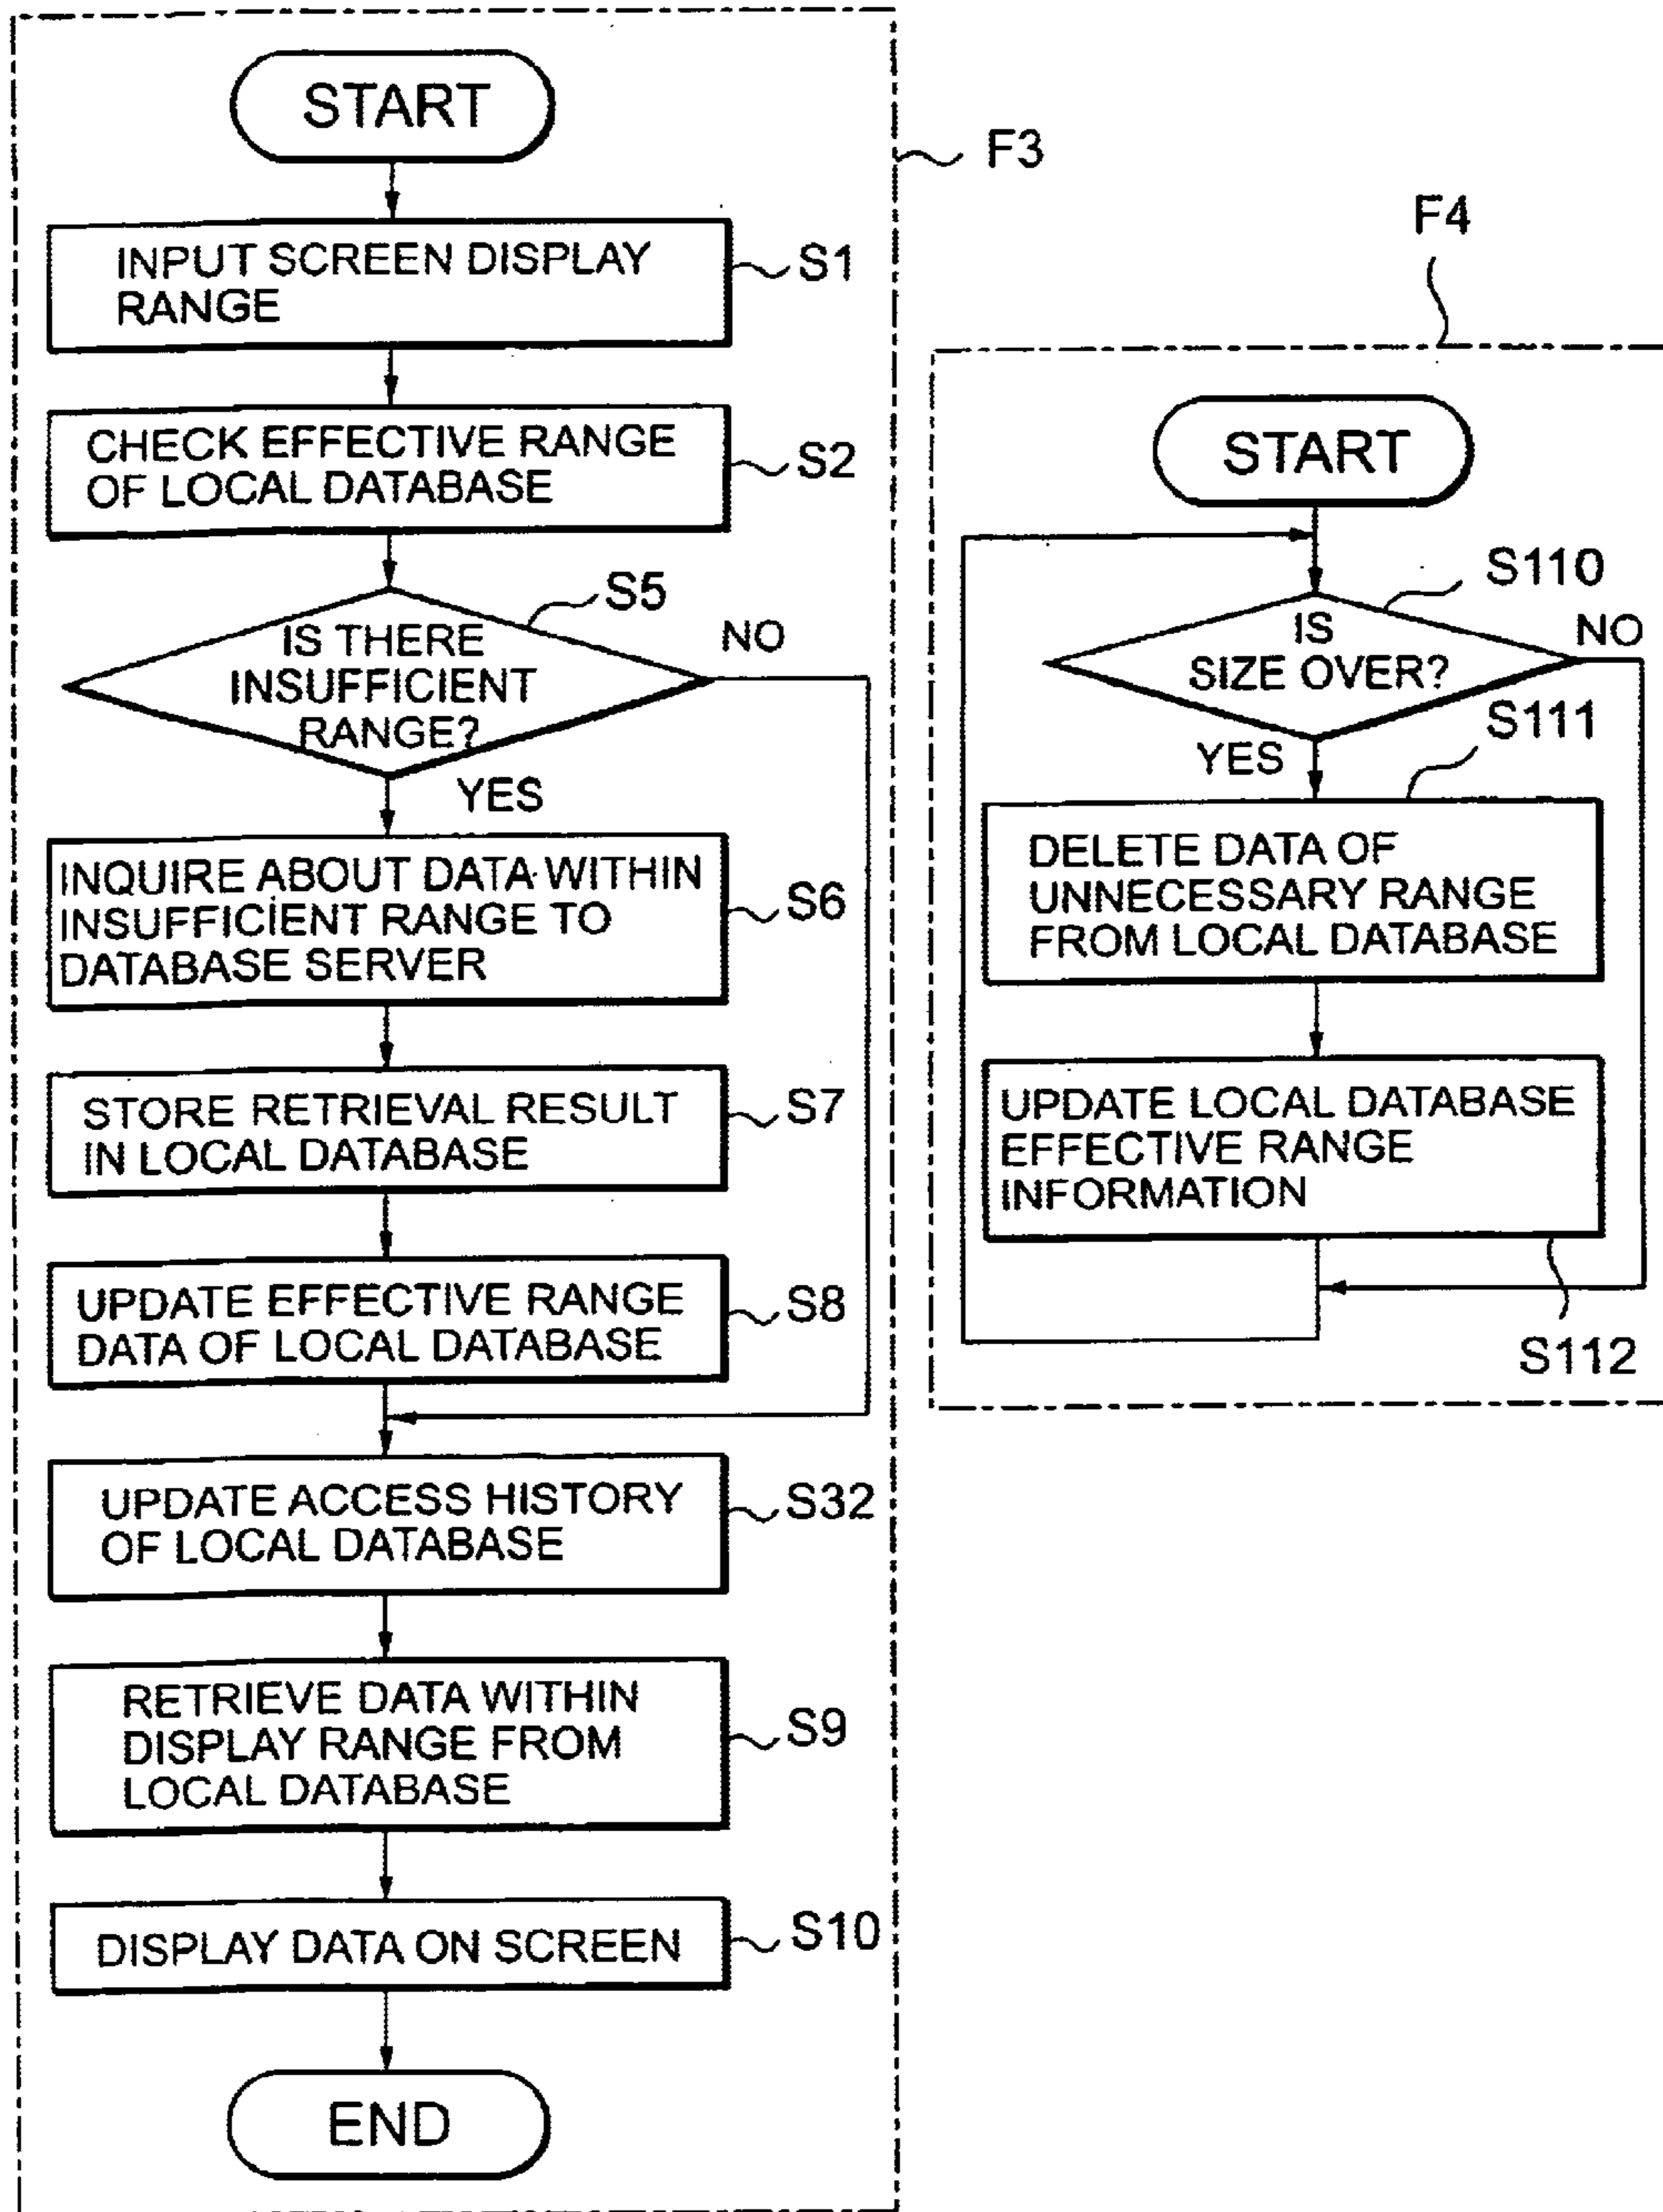 START
F3
INPUT SCREEN DISPLAY
RANGE
S1
CHECK EFFECTIVE RANGE
OF LOCAL DATABASE
S2
S5
IS THERE
INSUFFICIENT
RANGE?
NO
YES
INQUIRE ABOUT DATA WITHIN
INSUFFICIENT RANGE TO
DATABASE SERVER
S6
STORE RETRIEVAL RESULT
IN LOCAL DATABASE
S7
UPDATE EFFECTIVE RANGE
DATA OF LOCAL DATABASE
S8
UPDATE ACCESS HISTORY
OF LOCAL DATABASE
S32
RETRIEVE DATA WITHIN
DISPLAY RANGE FROM
LOCAL DATABASE
S9
DISPLAY DATA ON SCREEN
S10
END
F4
START
S110
IS
SIZE OVER?
NO
YES
S111
DELETE DATA OF
UNNECESSARY RANGE
FROM LOCAL DATABASE
UPDATE LOCAL DATABASE
EFFECTIVE RANGE
INFORMATION
S112